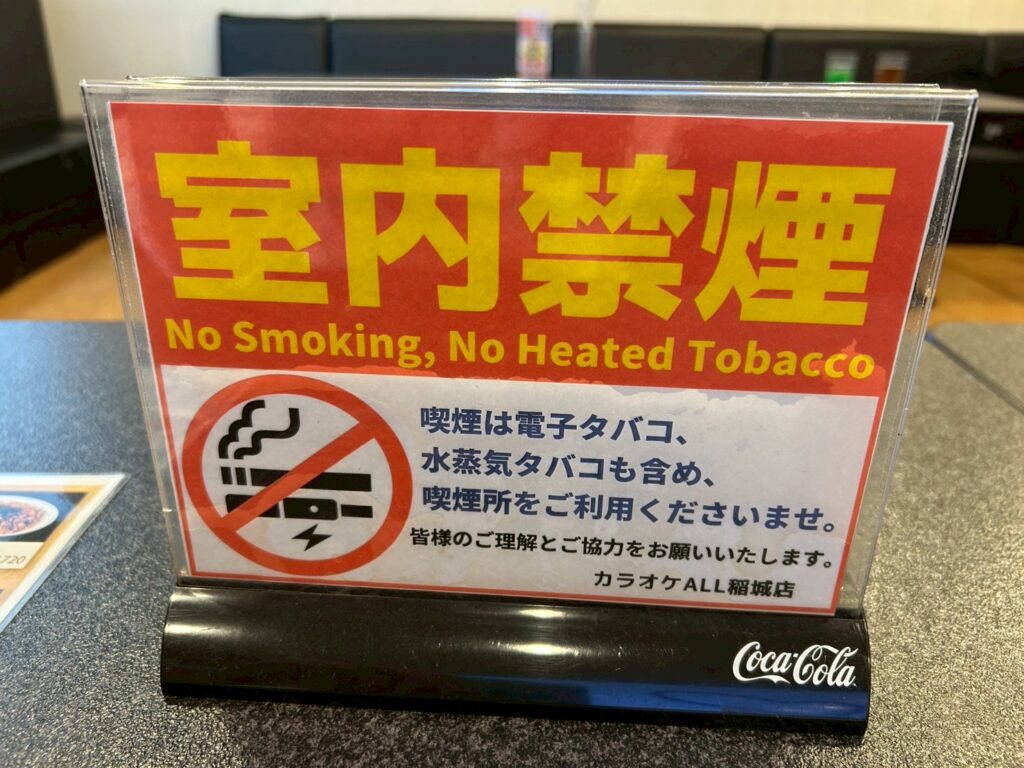 室内禁煙
No Smoking, No Heated Tobacco
喫煙は電子タバコ、
水蒸気タバコも含め、
喫煙所をご利用くださいませ。
皆様のご理解とご協力をお願いいたします。
カラオケALL稲城店
Coca-Cola
720